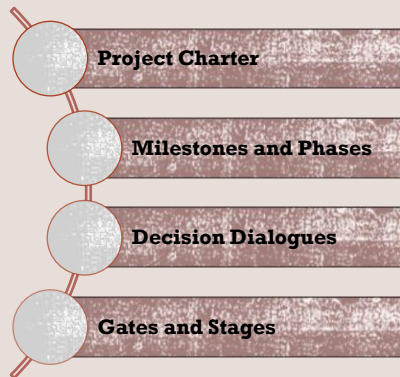 Project Charter
Milestones and Phases
Decision Dialogues
Gates and Stages